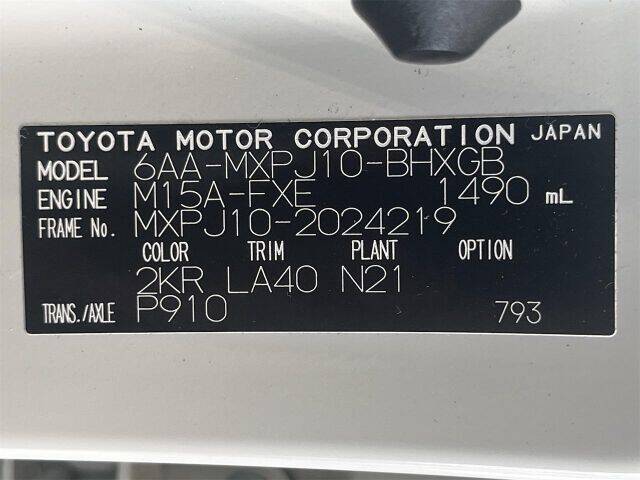 TOYOTA MOTOR CORPORATION JAPAN
MODEL 6AA-MXPJ10-BHXGB
ENGINE M15A-FXE 1490 mL
FRAME No. MXPJ10-2024219
COLOR TRIM PLANT OPTION
2KR LA40 N21
TRANS./AXLE P910 793